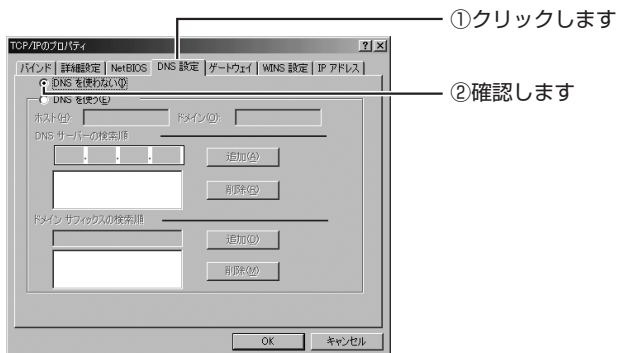 ①クリックします
TCP/IPのプロパティ
バインド 詳細設定 NetBIOS DNS 設定 ゲートウェイ WINS 設定 IP アドレス
DNS を使わない(I)
②確認します
DNS を使う(E)
ホスト(H): ドメイン(O):
DNS サーバーの検索順
追加(A)
削除(R)
ドメイン サフィックスの検索順
追加(D)
削除(M)
OK キャンセル